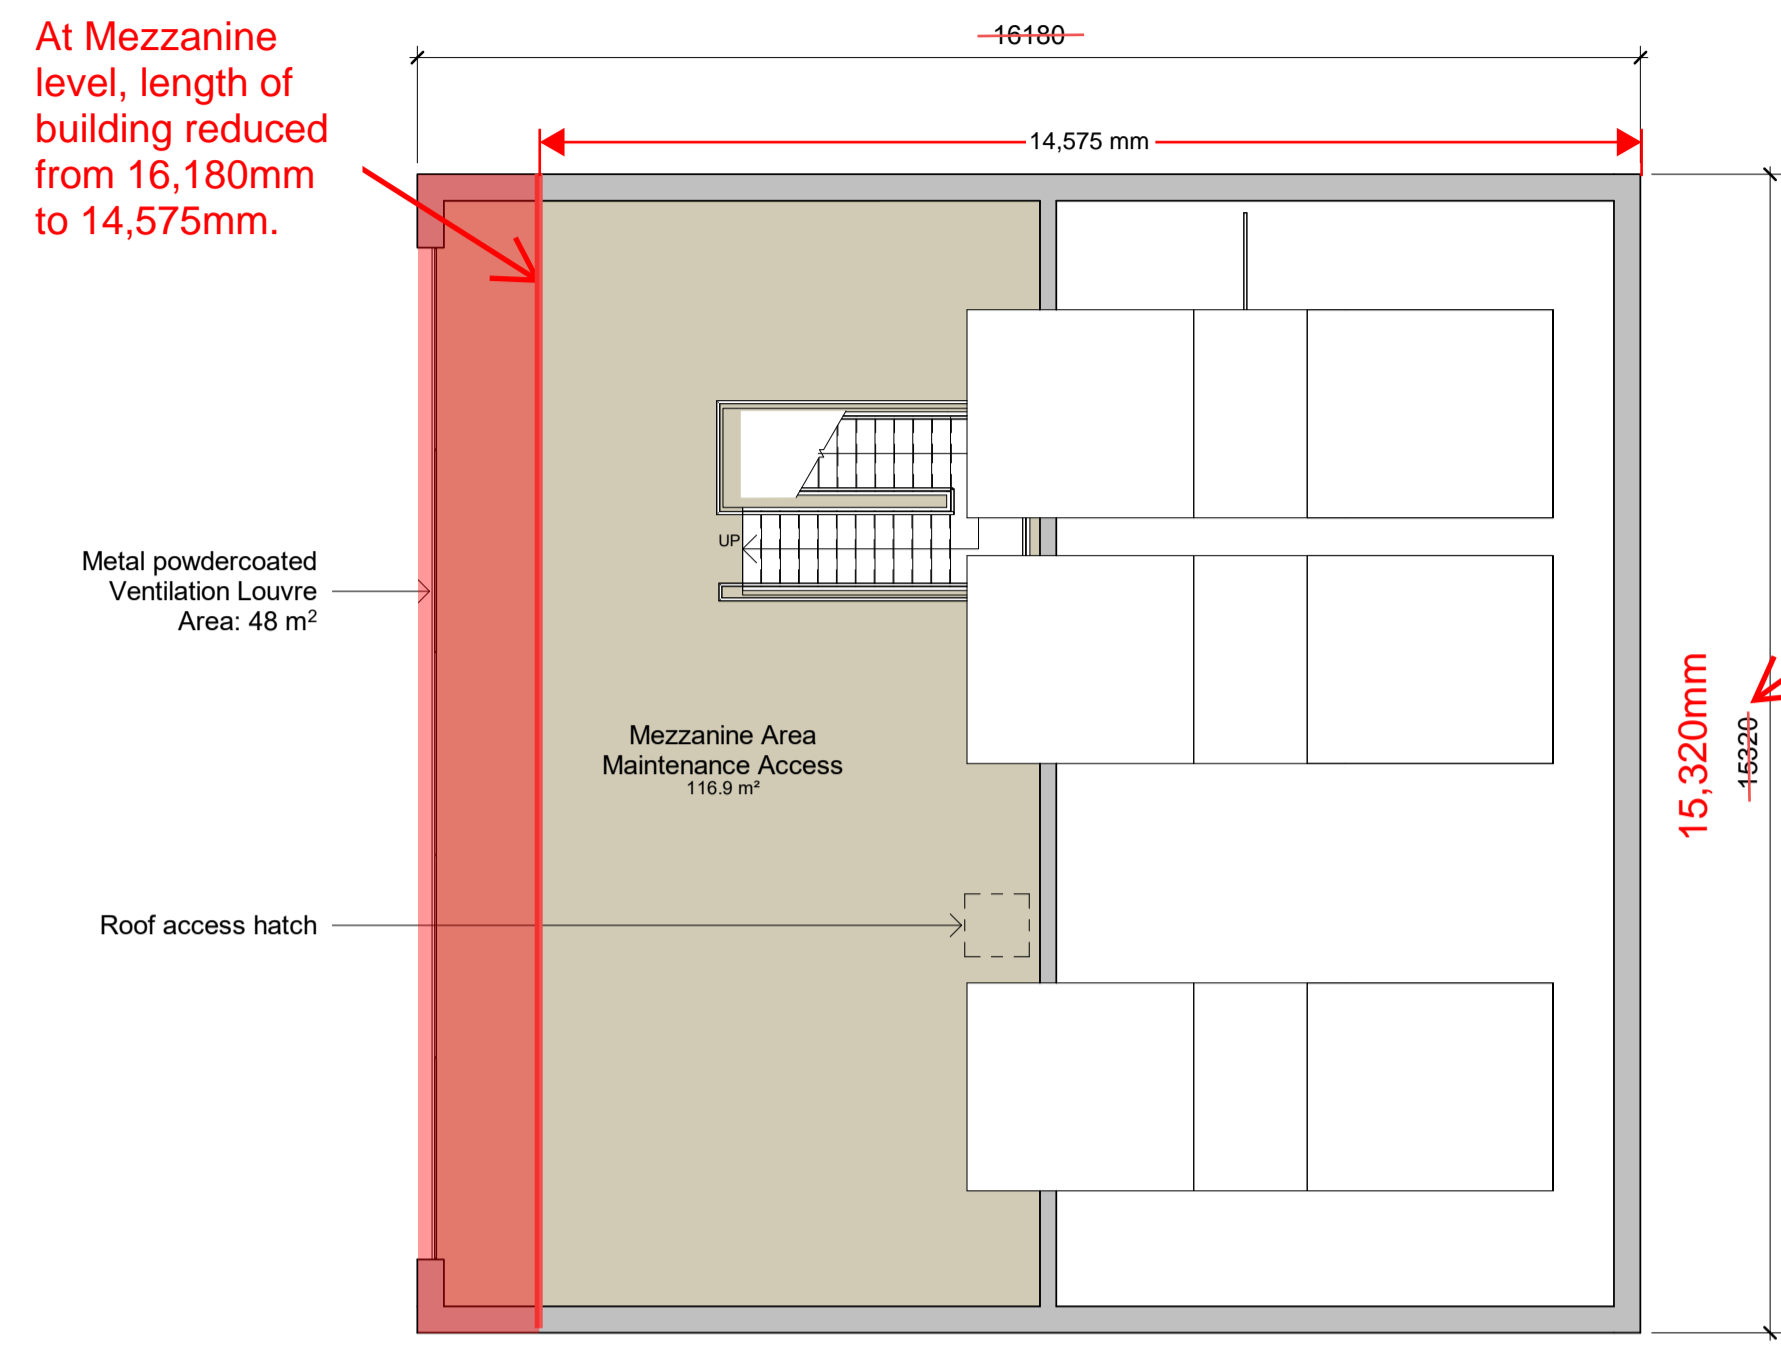 At Mezzanine
level, length of
building reduced
from 16,180mm
to 14,575mm.
16180
14,575 mm
UP
Metal powdercoated
Ventilation Louvre
Area: 48 m²
Mezzanine Area
Maintenance Access
116.9 m²
15,320mm
15320
Roof access hatch